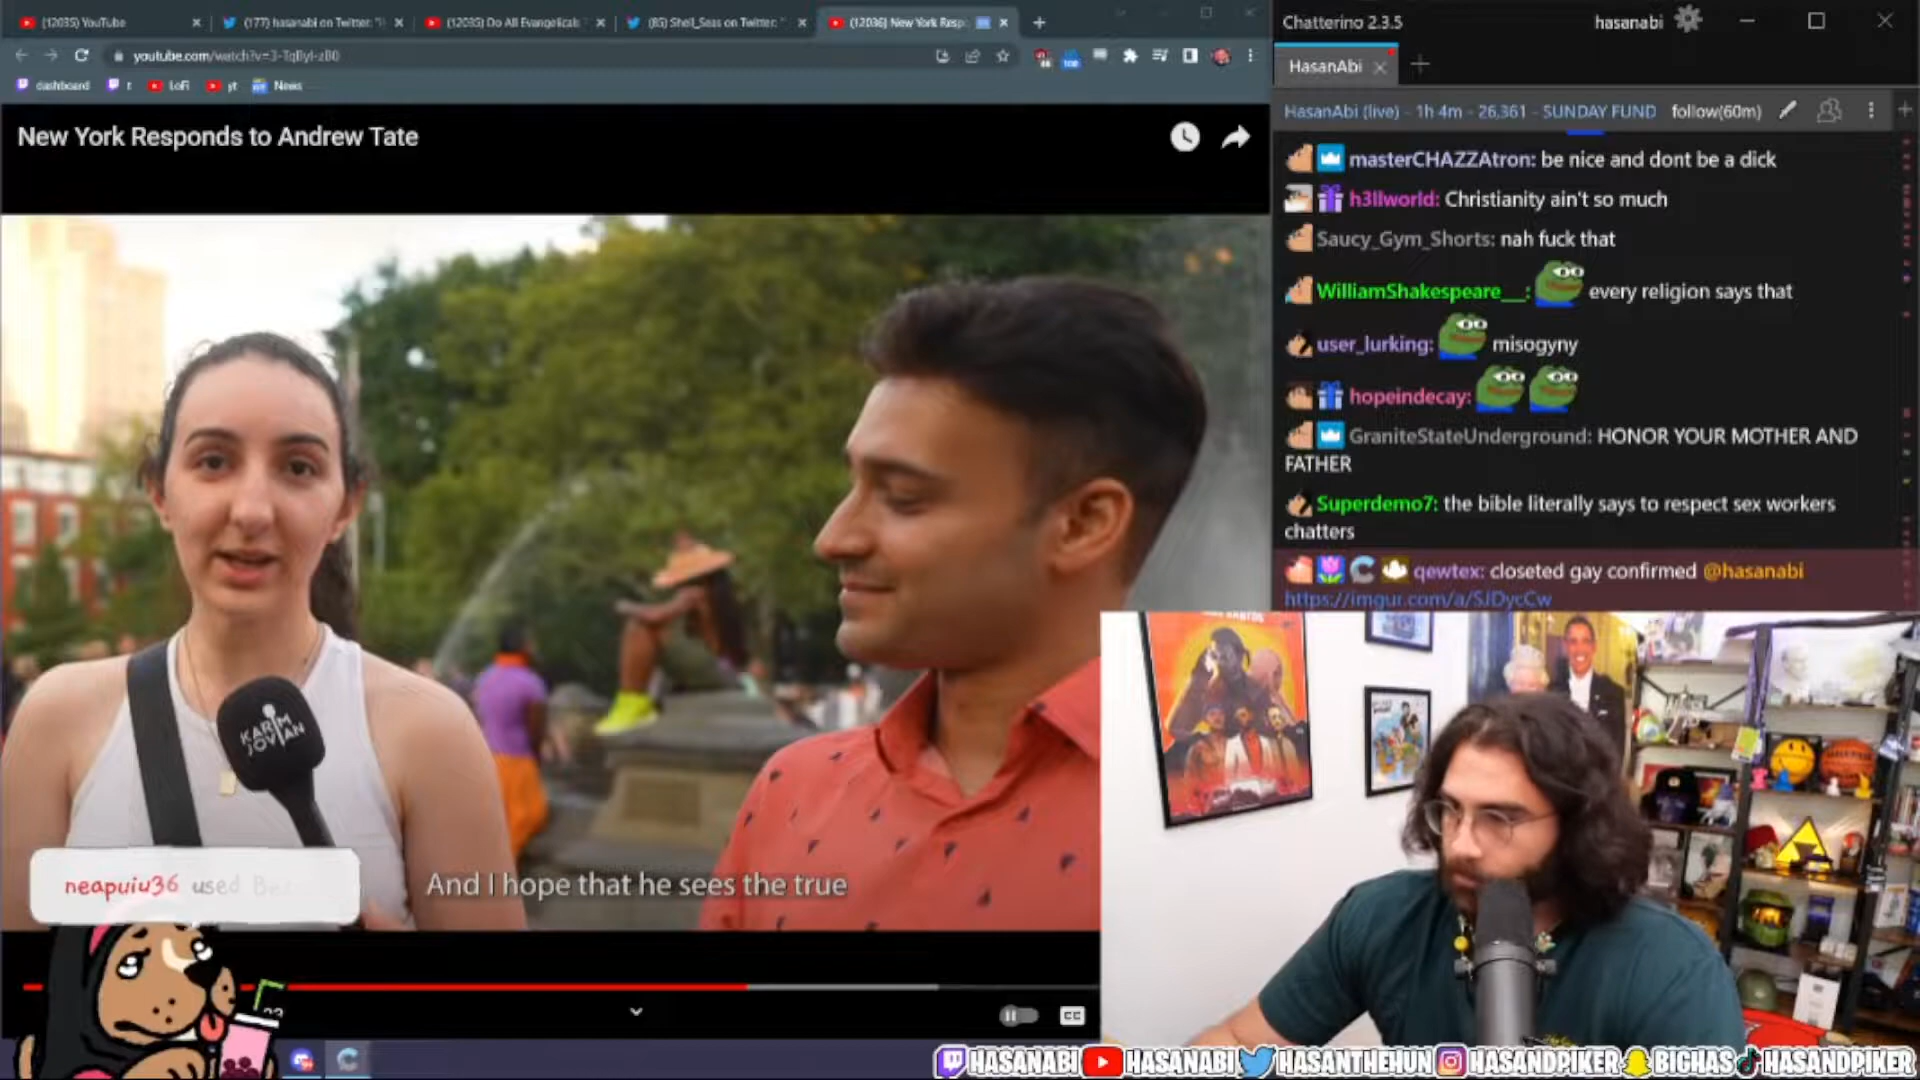 (12035) YouTube
(177) hasanabi on Twitter: "
(12035) Do All Evangelicals
(85) Shell_Seas on Twitter: "
(12036) New York Resp
youtube.com/watch?v=3-TqByI-zB0
dashboard
t
LoFi
yt
News
New York Responds to Andrew Tate
KARIM
JOVIAN
And I hope that he sees the true
neapuiu36 used
CC
Chatterino 2.3.5
hasanabi
HasanAbi
HasanAbi (live) - 1h 4m - 26,361 - SUNDAY FUND
follow(60m)
masterCHAZZAtron: be nice and dont be a dick
h3llworld: Christianity ain't so much
Saucy_Gym_Shorts: nah fuck that
WilliamShakespeare__: every religion says that
user_lurking: misogyny
hopeindecay:
GraniteStateUnderground: HONOR YOUR MOTHER AND
FATHER
Superdemo7: the bible literally says to respect sex workers
chatters
qewtex: closeted gay confirmed @hasanabi
https://imgur.com/a/SJDycCw
HASANABI HASANABI HASANTHEHUN HASANDPIKER BIGHAS HASANDPIKER